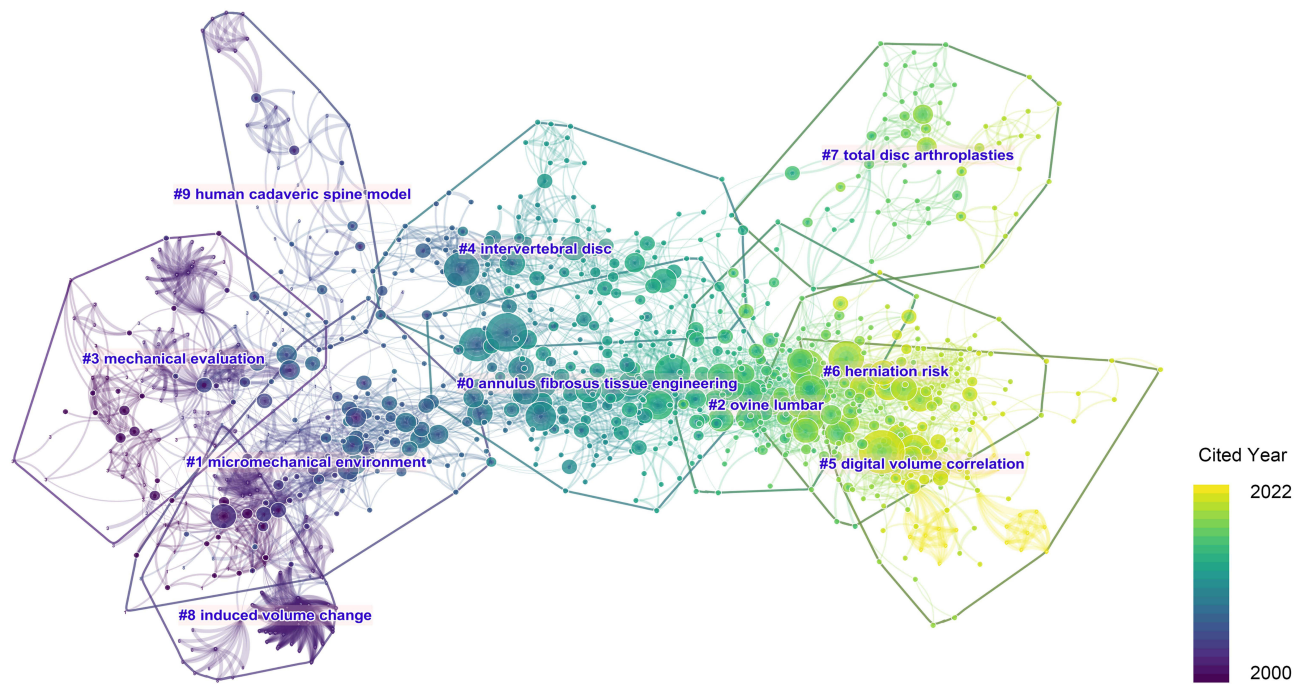 #7 total disc arthroplasties
#9 human cadaveric spine model
#4 intervertebral disc
#3 mechanical evaluation
#6 herniation risk
#0 annulus fibrosus tissue engineering
#2 ovine lumbar
#1 micromechanical environment
#5 digital volume correlation
Cited Year
2022
#8 induced volume change
2000